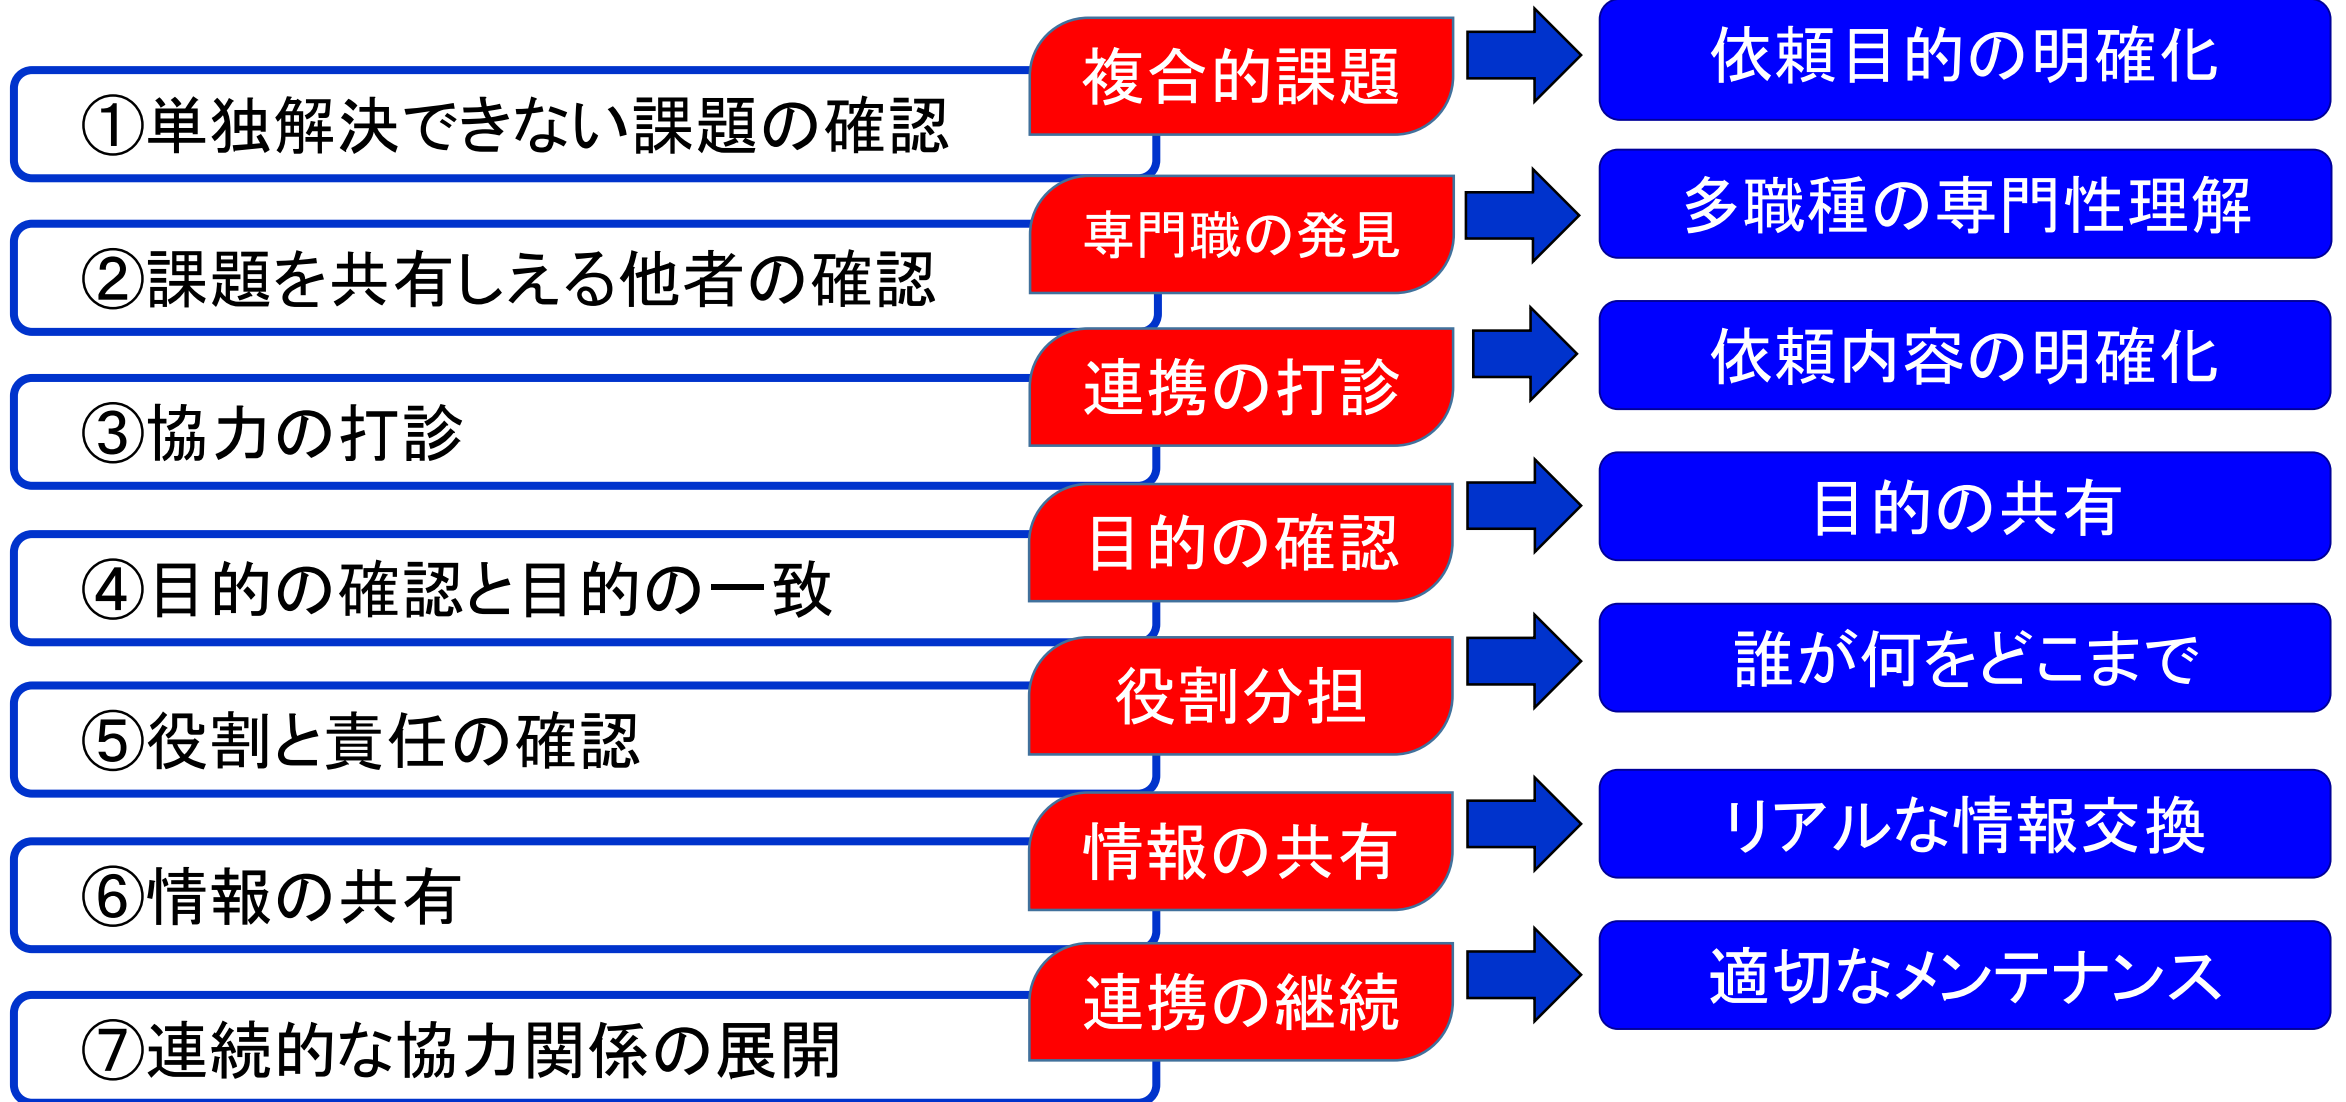 ①単独解決できない課題の確認
複合的課題
依頼目的の明確化
②課題を共有しえる他者の確認
専門職の発見
多職種の専門性理解
③協力の打診
連携の打診
依頼内容の明確化
④目的の確認と目的の一致
目的の確認
目的の共有
⑤役割と責任の確認
役割分担
誰が何をどこまで
⑥情報の共有
情報の共有
リアルな情報交換
⑦連続的な協力関係の展開
連携の継続
適切なメンテナンス